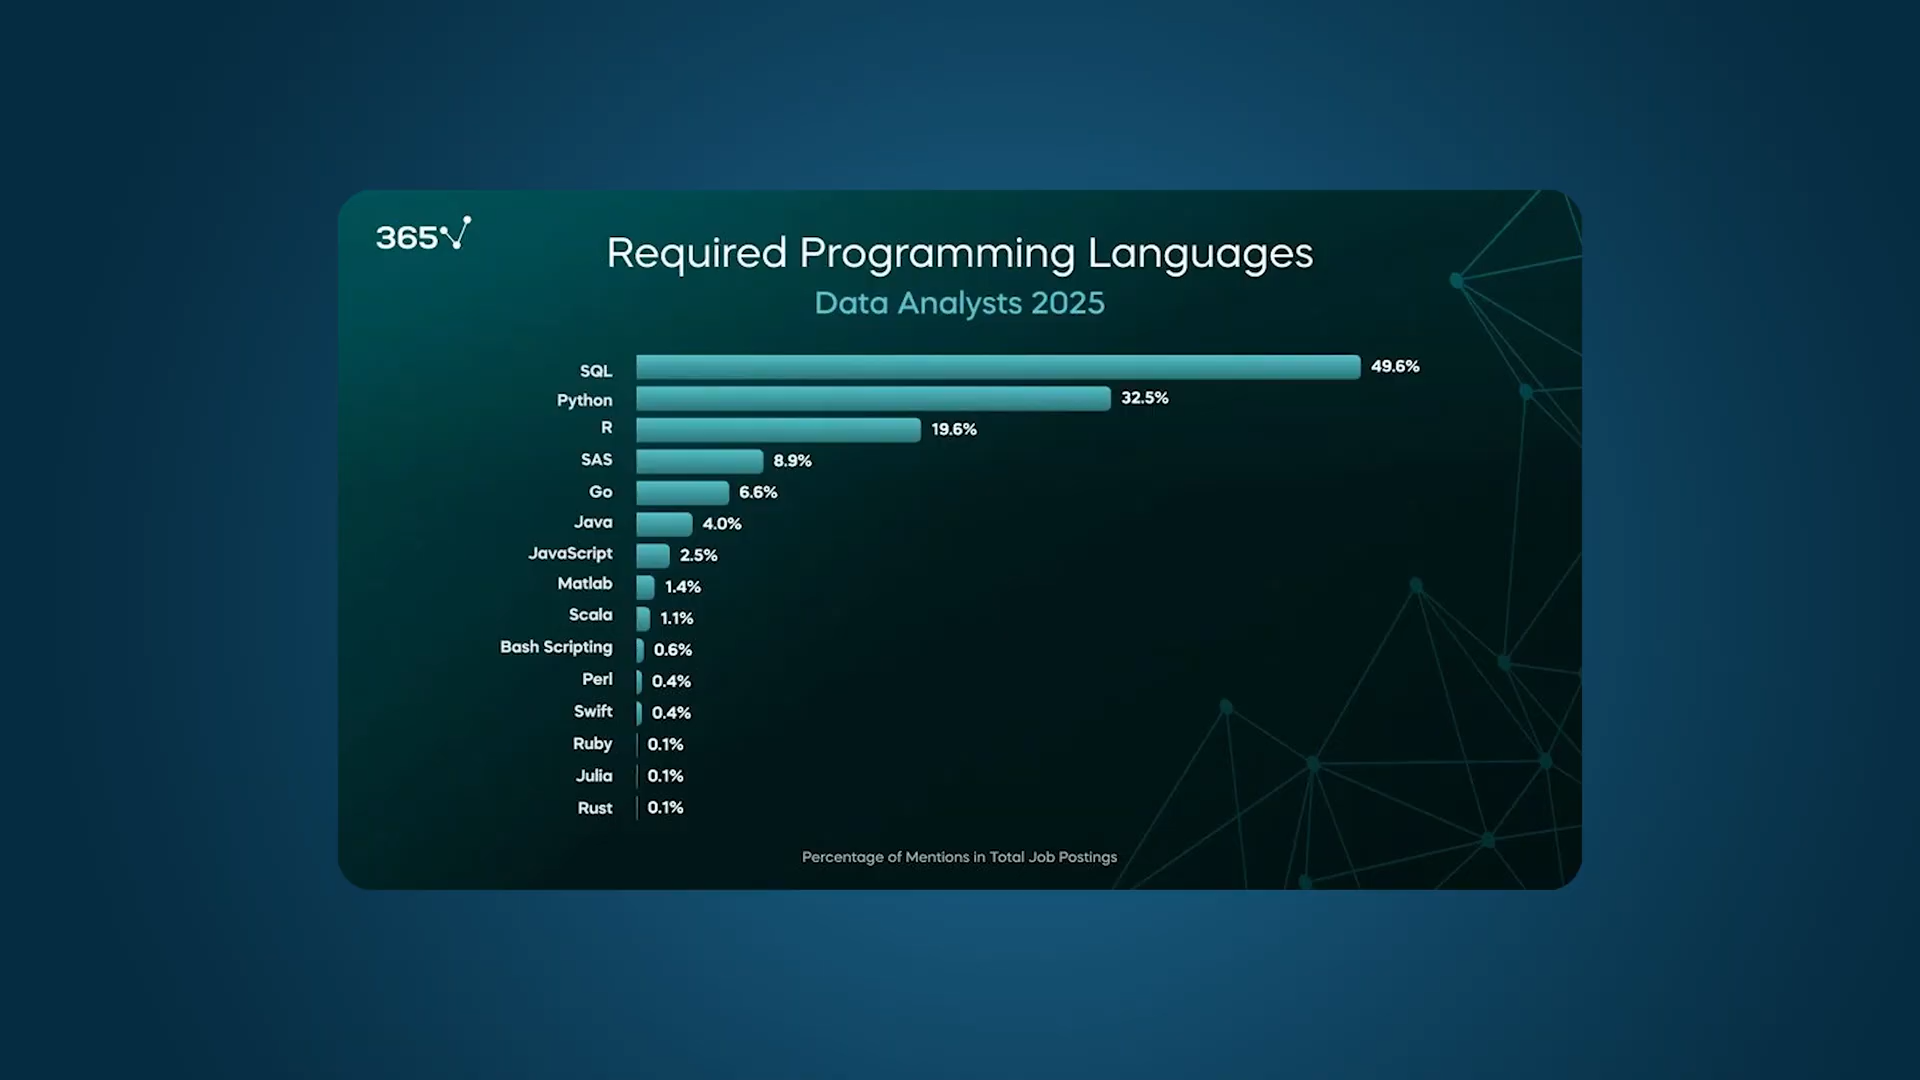 365
Required Programming Languages
Data Analysts 2025
SQL 49.6%
Python 32.5%
R 19.6%
SAS 8.9%
Go 6.6%
Java 4.0%
JavaScript 2.5%
Matlab 1.4%
Scala 1.1%
Bash Scripting 0.6%
Perl 0.4%
Swift 0.4%
Ruby 0.1%
Julia 0.1%
Rust 0.1%
Percentage of Mentions in Total Job Postings